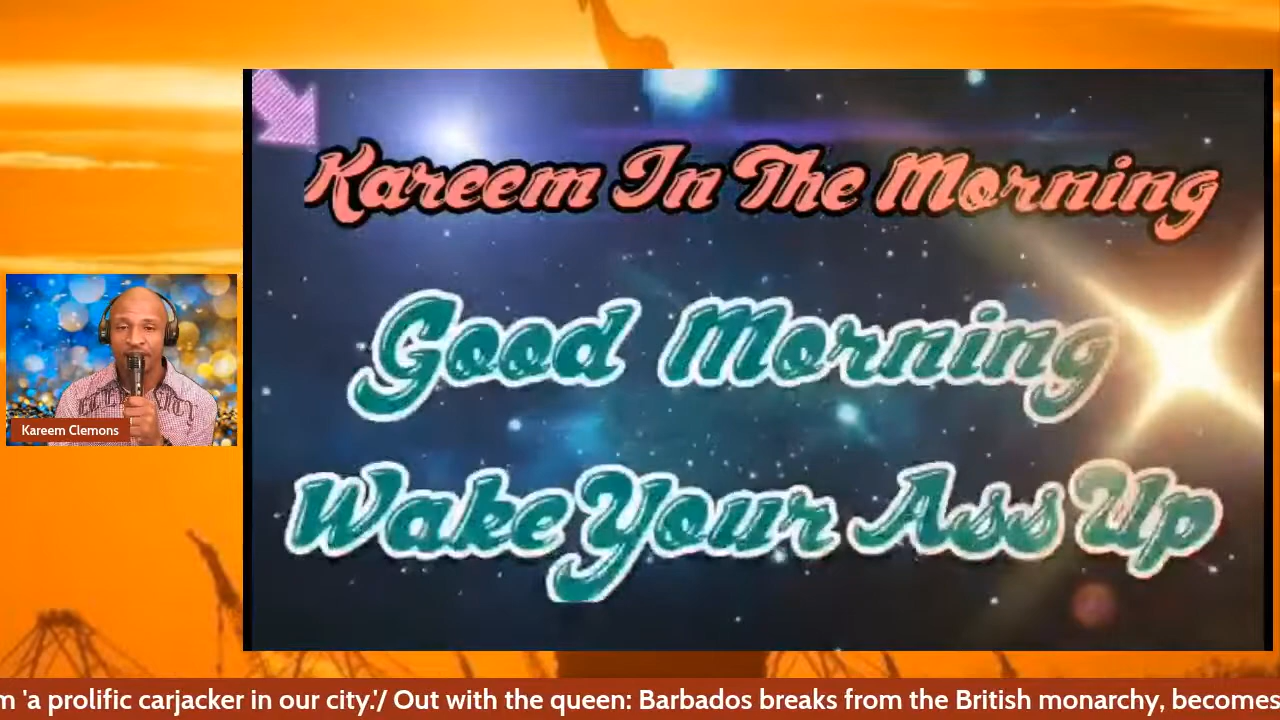 Kareem In The Morning
Good Morning
Wake Your Ass Up
Kareem Clemons
m 'a prolific carjacker in our city.'/ Out with the queen: Barbados breaks from the British monarchy, becomes